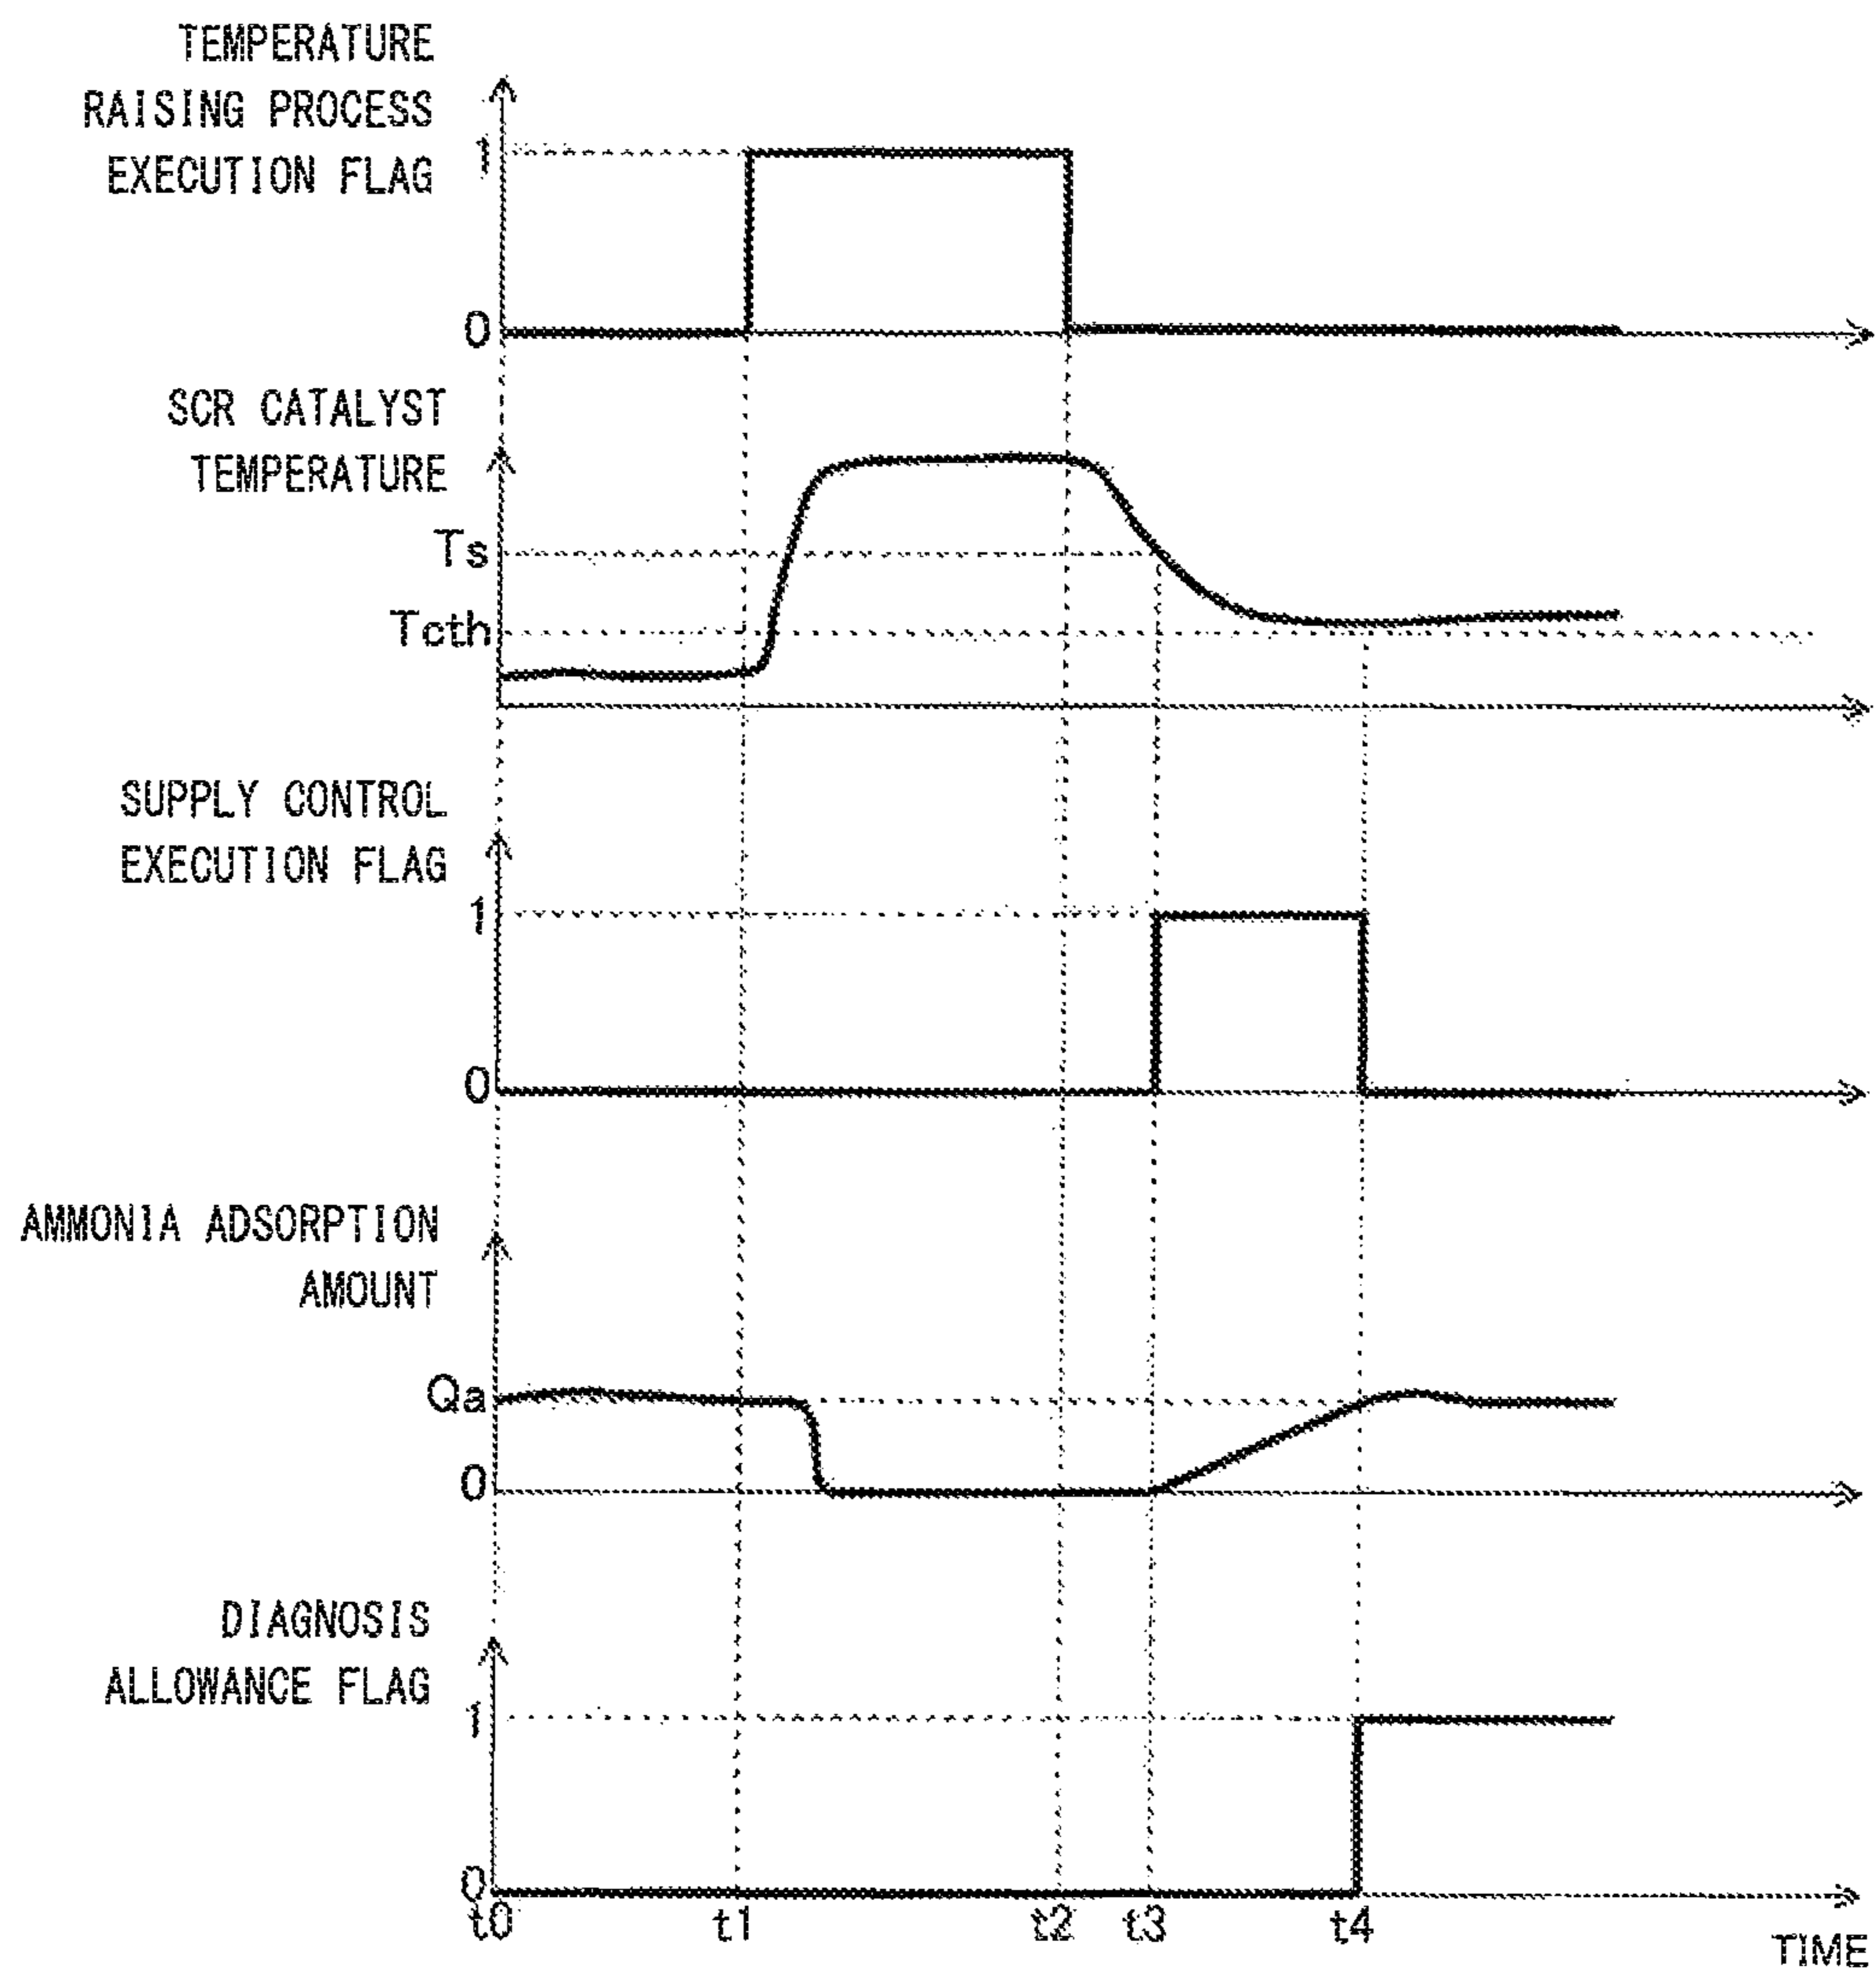 TEMPERATURE
RAISING PROCESS
EXECUTION FLAG
1
0
SCR CATALYST
TEMPERATURE
Ts
Tcth
SUPPLY CONTROL
EXECUTION FLAG
1
0
AMMONIA ADSORPTION
AMOUNT
Qa
0
DIAGNOSIS
ALLOWANCE FLAG
1
0
t0 t1 t2 t3 t4
TIME